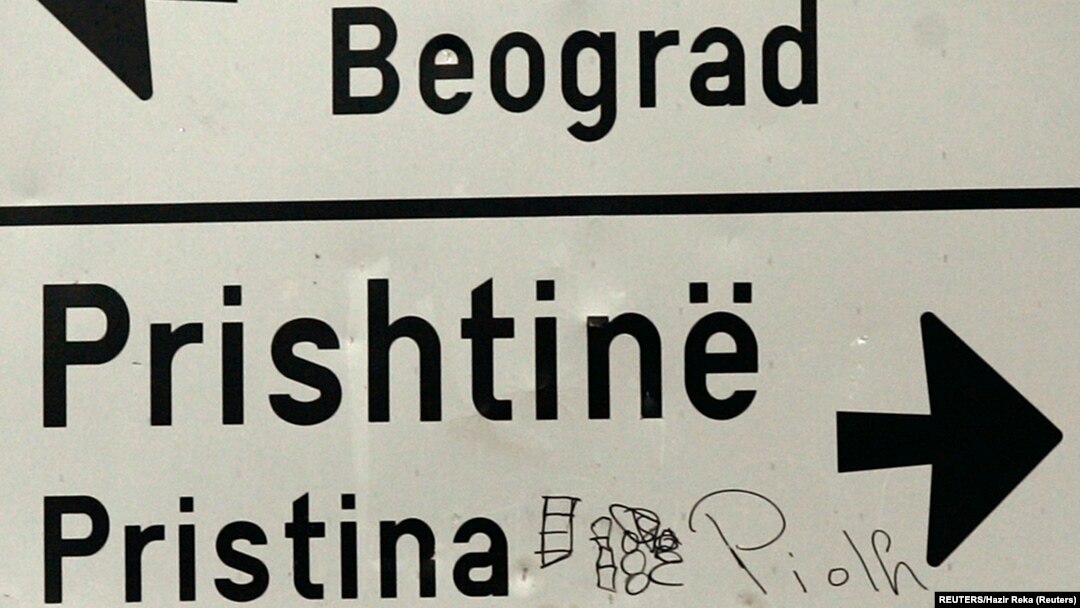 Beograd
Prishtinë
Pristina
REUTERS/Hazir Reka (Reuters)